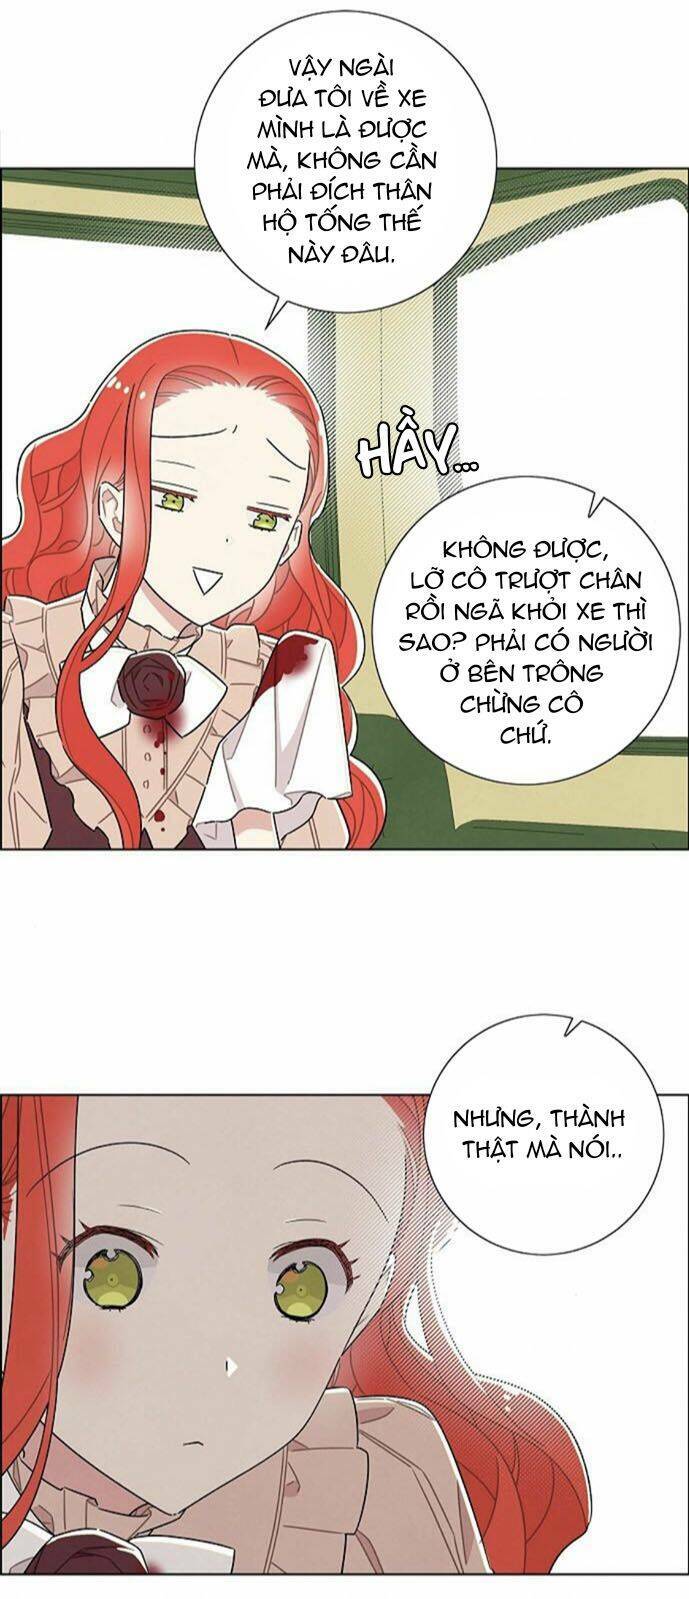 VẬY NGÀI
ĐƯA TÔI VỀ XE
MÌNH LÀ ĐƯỢC
MÀ, KHÔNG CẦN
PHẢI ĐÍCH THÂN
HỘ TỐNG THẾ
NÀY ĐÂU.
HẦY...
KHÔNG ĐƯỢC,
LỠ CÔ TRƯỢT CHÂN
RỒI NGÃ KHỎI XE THÌ
SAO? PHẢI CÓ NGƯỜI
Ở BÊN TRÔNG
CHỪNG CÔ
CHỨ.
NHƯNG, THÀNH
THẬT MÀ NÓI..